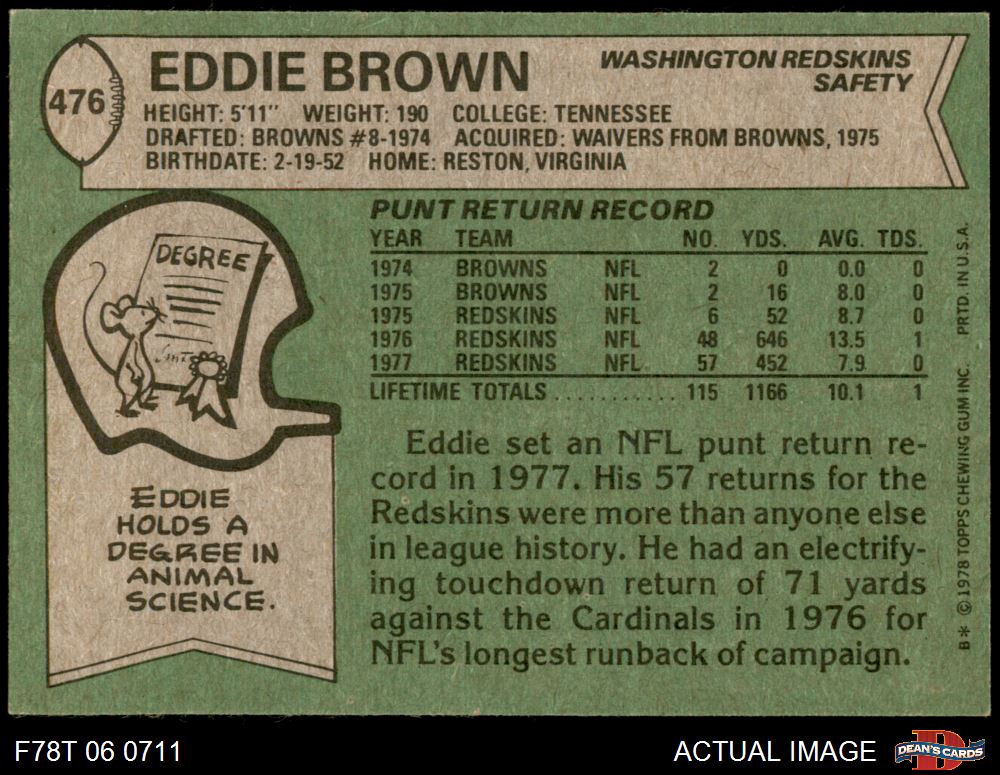 476
EDDIE BROWN
WASHINGTON REDSKINS
SAFETY
HEIGHT: 5'11" WEIGHT: 190 COLLEGE: TENNESSEE
DRAFTED: BROWNS #8-1974 ACQUIRED: WAIVERS FROM BROWNS, 1975
BIRTHDATE: 2-19-52 HOME: RESTON, VIRGINIA
DEGREE
EDDIE
HOLDS A
DEGREE IN
ANIMAL
SCIENCE.
PUNT RETURN RECORD
YEAR TEAM NO. YDS. AVG. TDS.
1974 BROWNS NFL 2 0 0.0 0
1975 BROWNS NFL 2 16 8.0 0
1975 REDSKINS NFL 6 52 8.7 0
1976 REDSKINS NFL 48 646 13.5 1
1977 REDSKINS NFL 57 452 7.9 0
LIFETIME TOTALS ........... 115 1166 10.1 1
Eddie set an NFL punt return re-
cord in 1977. His 57 returns for the
Redskins were more than anyone else
in league history. He had an electrify-
ing touchdown return of 71 yards
against the Cardinals in 1976 for
NFL's longest runback of campaign.
B* © 1978 TOPPS CHEWING GUM INC. PRTD. IN U.S.A.
F78T 06 0711
ACTUAL IMAGE
D
DEAN'S CARDS